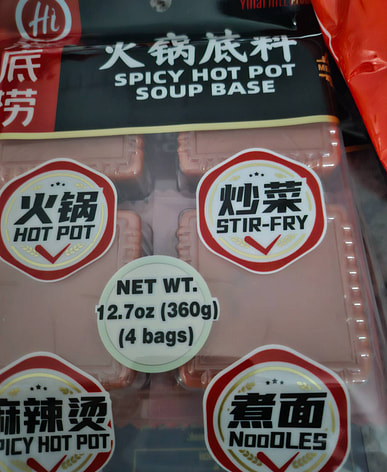 Hi
底
捞
火锅底料
SPICY HOT POT
SOUP BASE
火锅
HOT POT
炒菜
STIR-FRY
NET WT.
12.7oz (360g)
(4 bags)
麻辣烫
PICY HOT POT
煮面
NOODLES